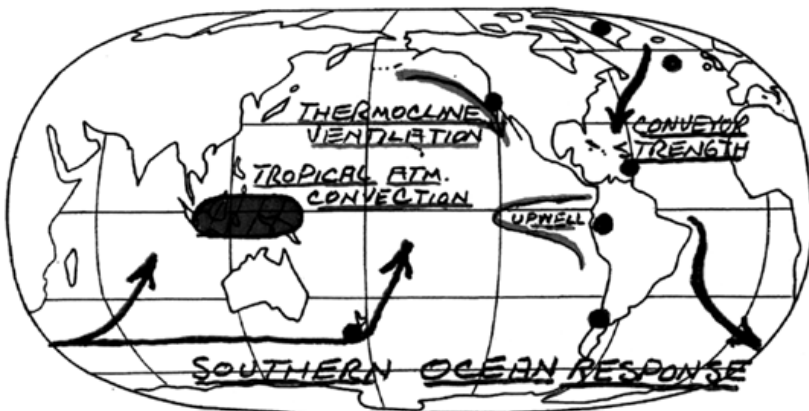 THERMOCLINE
VENTILATION
CONVEYOR
STRENGTH
TROPICAL ATM.
CONVECTION
UPWELL
SOUTHERN OCEAN RESPONSE